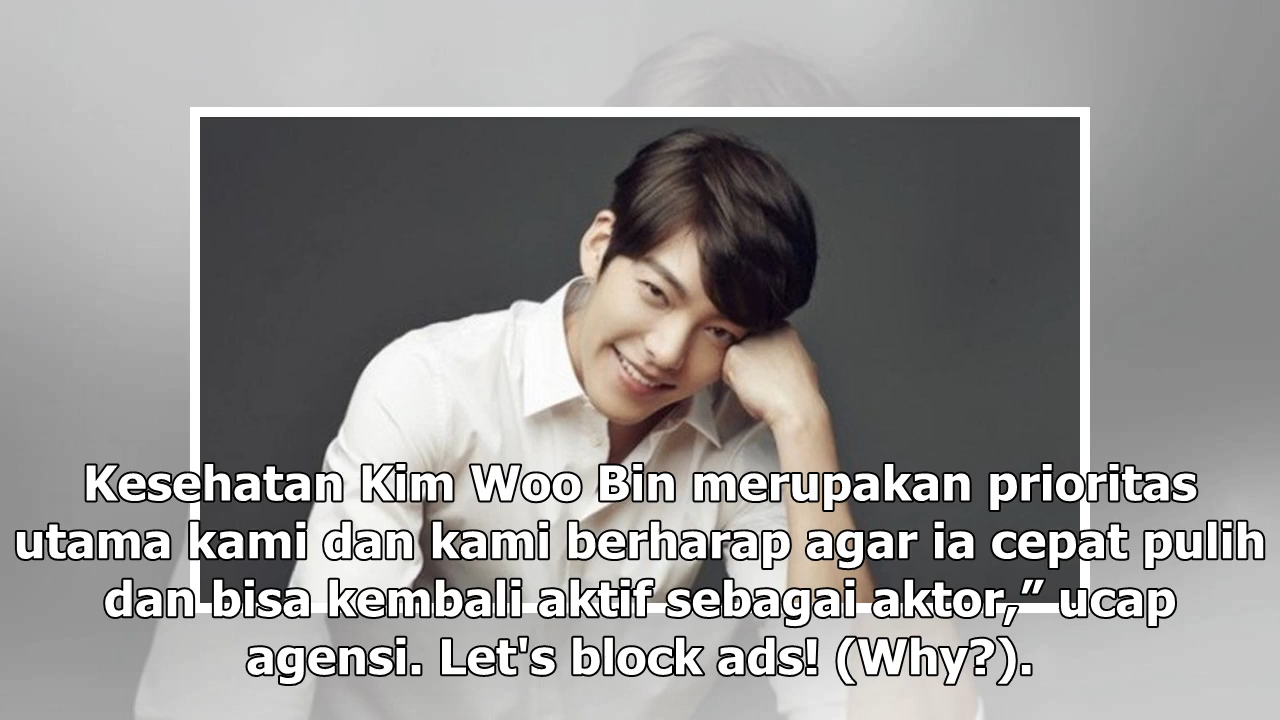 Kesehatan Kim Woo Bin merupakan prioritas
utama kami dan kami berharap agar ia cepat pulih
dan bisa kembali aktif sebagai aktor,” ucap
agensi. Let's block ads! (Why?).